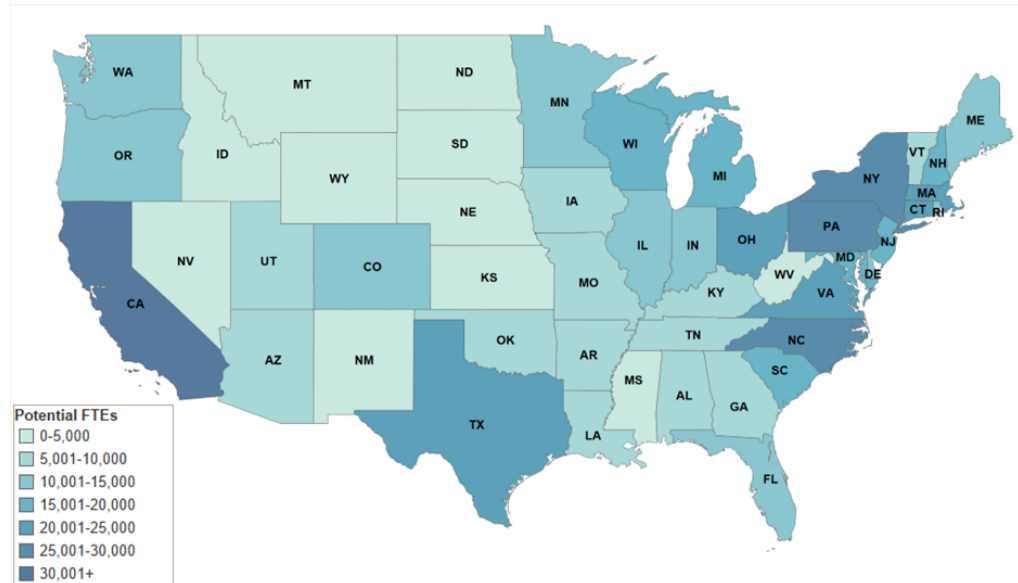 WA
MT
ND
MN
ME
OR
ID
SD
WI
VT
NH
MI
NY
WY
MA
CT
RI
IA
NE
PA
NJ
OH
IL
IN
NV
UT
CO
MD
DE
WV
KS
MO
VA
KY
CA
NC
TN
OK
AZ
NM
AR
SC
MS
AL
GA
TX
LA
FL
Potential FTEs
0-5,000
5,001-10,000
10,001-15,000
15,001-20,000
20,001-25,000
25,001-30,000
30,001+